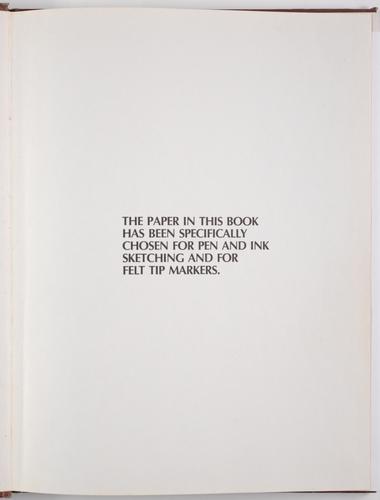 THE PAPER IN THIS BOOK
HAS BEEN SPECIFICALLY
CHOSEN FOR PEN AND INK
SKETCHING AND FOR
FELT TIP MARKERS.